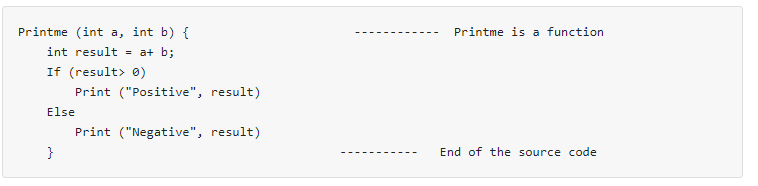 Printme (int a, int b) { ------------ Printme is a function
int result = a+ b;
If (result> 0)
Print ("Positive", result)
Else
Print ("Negative", result)
} ----------- End of the source code